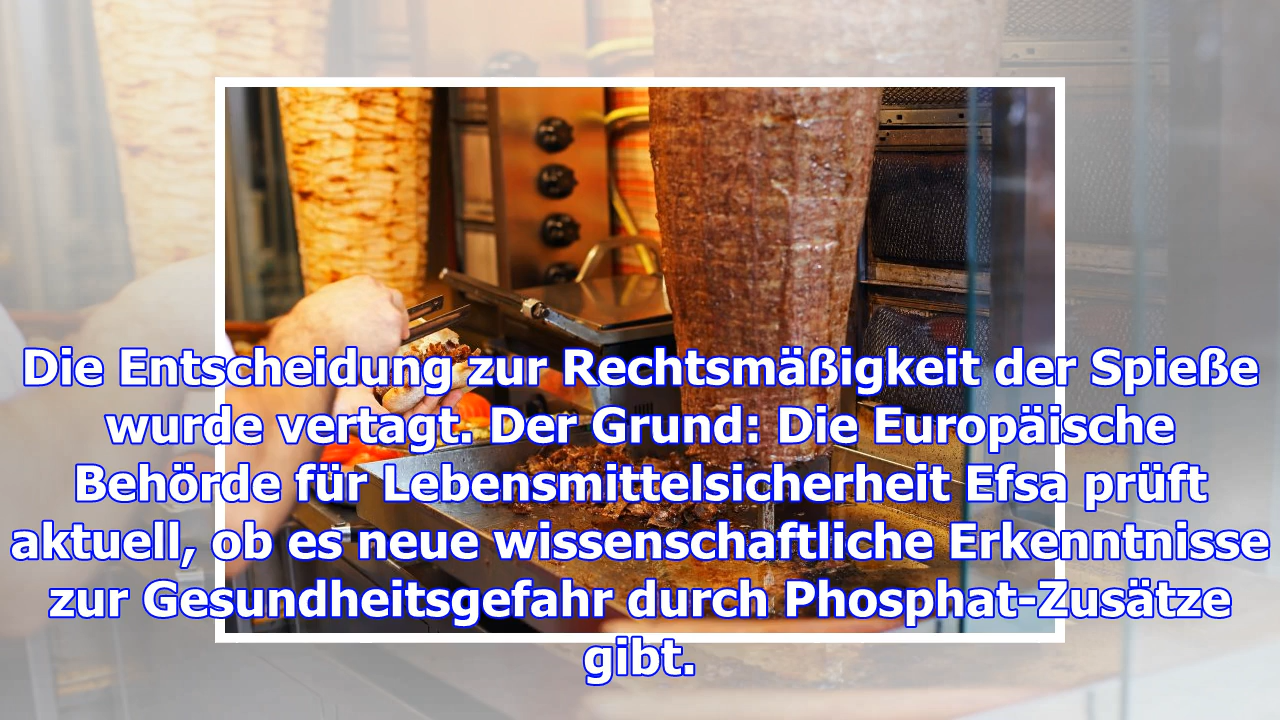 Die Entscheidung zur Rechtsmäßigkeit der Spieße
wurde vertagt. Der Grund: Die Europäische
Behörde für Lebensmittelsicherheit Efsa prüft
aktuell, ob es neue wissenschaftliche Erkenntnisse
zur Gesundheitsgefahr durch Phosphat-Zusätze
gibt.